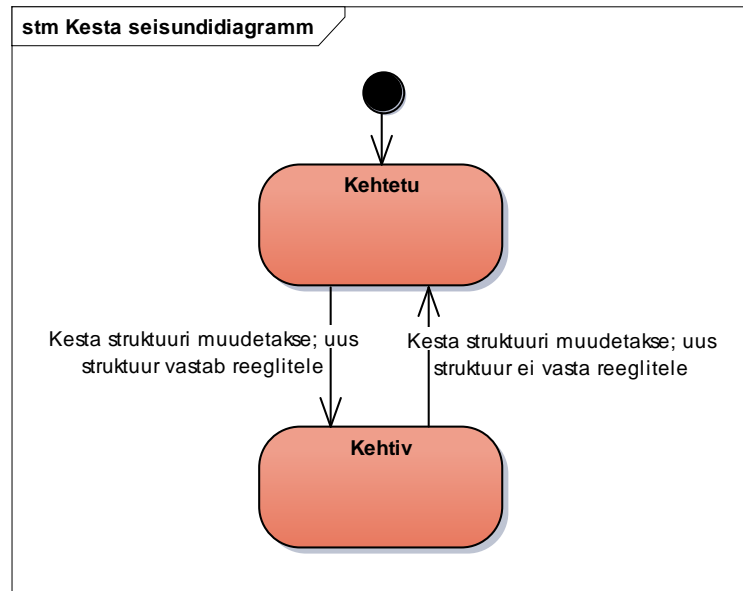 stm Kesta seisundidiagramm
Kehtetu
Kesta struktuuri muudetakse; uus
struktuur vastab reeglitele
Kesta struktuuri muudetakse; uus
struktuur ei vasta reeglitele
Kehtiv